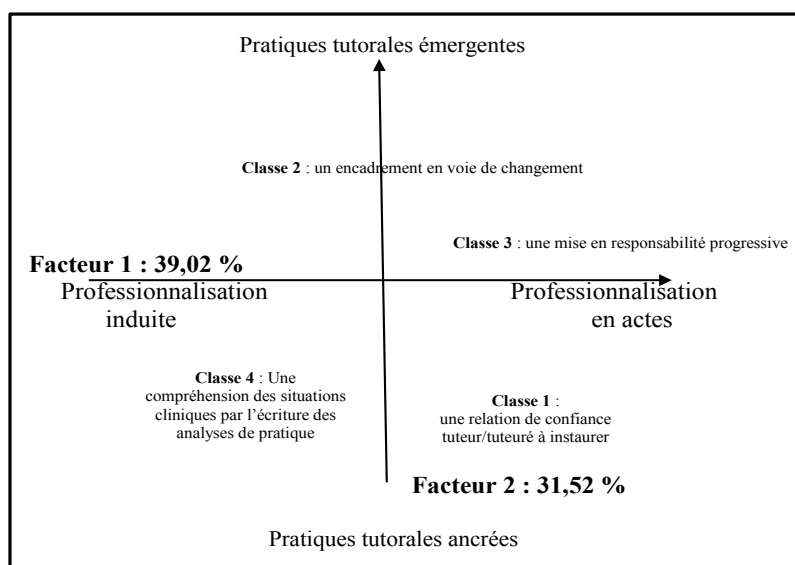 Pratiques tutorales émergentes
Classe 2 : un encadrement en voie de changement
Classe 3 : une mise en responsabilité progressive
Facteur 1 : 39,02 %
Professionnalisation
induite
Professionnalisation
en actes
Classe 4 : Une
compréhension des situations
cliniques par l’écriture des
analyses de pratique
Classe 1 :
une relation de confiance
tuteur/tuteuré à instaurer
Facteur 2 : 31,52 %
Pratiques tutorales ancrées